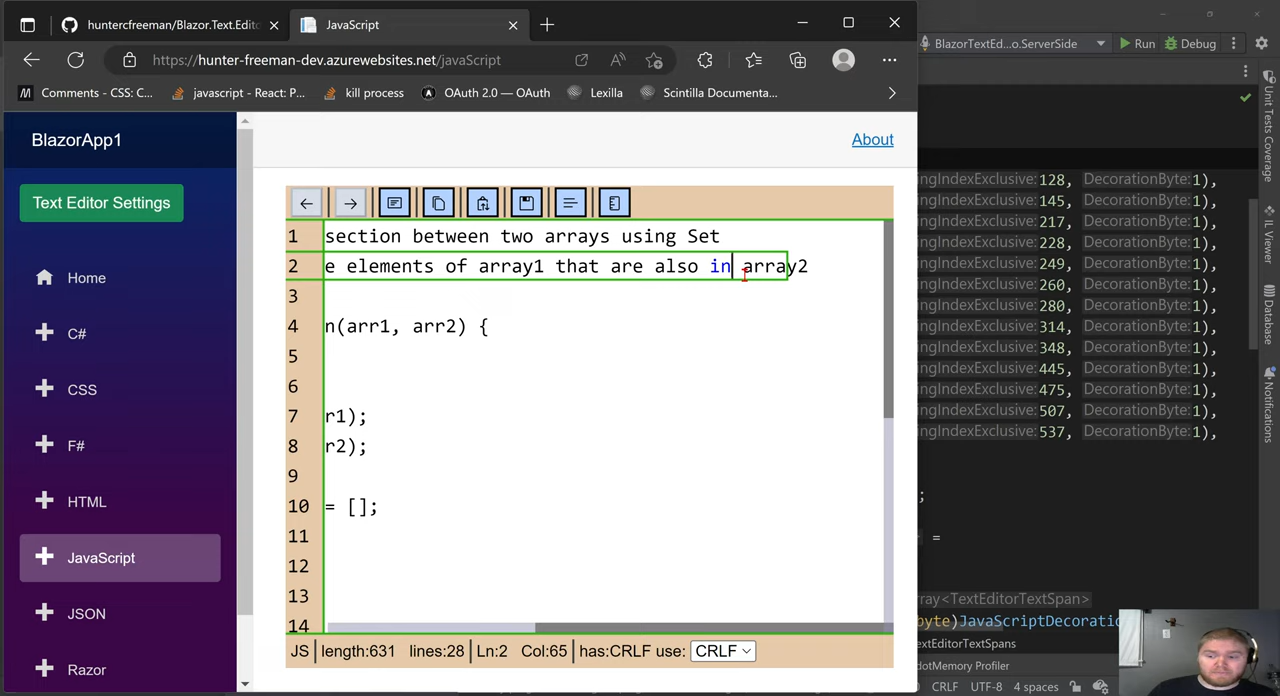 huntercfreeman/Blazor.Text.Edito
JavaScript
BlazorTextEd...o.ServerSide
Run
Debug
https://hunter-freeman-dev.azurewebsites.net/javaScript
M Comments - CSS: C...
javascript - React: P...
kill process
OAuth 2.0 — OAuth
Lexilla
Scintilla Documenta...
BlazorApp1
About
Text Editor Settings
Home
C#
CSS
F#
HTML
JavaScript
JSON
Razor
1 section between two arrays using Set
2 e elements of array1 that are also in array2
3
4 n(arr1, arr2) {
5
6
7 r1);
8 r2);
9
10 = [];
11
12
13
14
JS length:631 lines:28 Ln:2 Col:65 has:CRLF use: CRLF
ingIndexExclusive: 128, DecorationByte: 1),
ingIndexExclusive: 145, DecorationByte: 1),
ingIndexExclusive: 217, DecorationByte: 1),
ingIndexExclusive: 228, DecorationByte: 1),
ingIndexExclusive: 249, DecorationByte: 1),
ingIndexExclusive: 260, DecorationByte: 1),
ingIndexExclusive: 280, DecorationByte: 1),
ingIndexExclusive: 314, DecorationByte: 1),
ingIndexExclusive: 348, DecorationByte: 1),
ingIndexExclusive: 445, DecorationByte: 1),
ingIndexExclusive: 475, DecorationByte: 1),
ingIndexExclusive: 507, DecorationByte: 1),
ingIndexExclusive: 537, DecorationByte: 1),
;
=
rray<TextEditorTextSpan>
byte)JavaScriptDecoratio
extEditorTextSpans
dotMemory Profiler
CRLF UTF-8 4 spaces
Unit Tests Coverage
IL Viewer
Database
Notifications